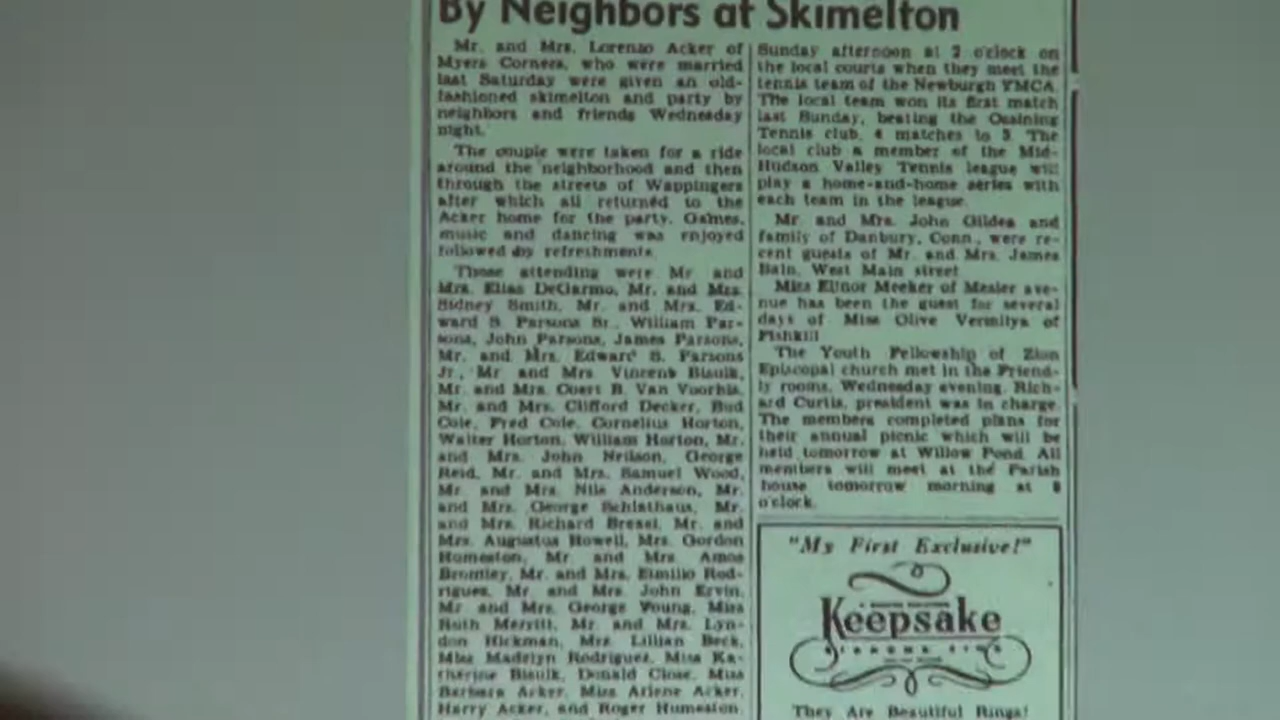 By Neighbors at Skimelton
Mr. and Mrs. Lorenzo Acker of
Myers Corners, who were married
last Saturday were given an old-
fashioned skimelton and party by
neighbors and friends Wednesday
night.
The couple were taken for a ride
around the neighborhood and then
through the streets of Wappingers
after which all returned to the
Acker home for the party. Games,
music and dancing was enjoyed
followed by refreshments.
Those attending were Mr. and
Mrs. Elias DeGarmo, Mr. and Mrs.
Sidney Smith, Mr. and Mrs. Ed-
ward S. Parsons Sr., William Par-
sons, John Parsons, James Parsons,
Mr. and Mrs. Edward S. Parsons
Jr., Mr. and Mrs. Vincent Bisulk,
Mr. and Mrs. Coert B. Van Voorhis,
Mr. and Mrs. Clifford Decker, Bud
Cole, Fred Cole, Cornelius Horton,
Walter Horton, William Horton, Mr.
and Mrs. John Neilson, George
Reid, Mr. and Mrs. Samuel Wood,
Mr. and Mrs. Nils Anderson, Mr.
and Mrs. George Schlathaus, Mr.
and Mrs. Richard Bresel, Mr. and
Mrs. Augustus Howell, Mrs. Gordon
Homeston, Mr. and Mrs. Amos
Bromley, Mr. and Mrs. Emilio Rod-
rigues, Mr. and Mrs. John Ervin,
Mr. and Mrs. George Young, Miss
Ruth Merritt, Mr. and Mrs. Lyn-
don Hickman, Mrs. Lillian Beck,
Miss Madelyn Rodriguez, Miss Ka-
therine Bisulk, Donald Close, Miss
Barbara Acker, Miss Arlene Acker,
Harry Acker, and Roger Humeston.
Sunday afternoon at 2 o'clock on
the local courts when they meet the
tennis team of the Newburgh YMCA.
The local team won its first match
last Sunday, beating the Ossining
Tennis club, 4 matches to 3. The
local club a member of the Mid-
Hudson Valley Tennis league will
play a home-and-home series with
each team in the league.
Mr. and Mrs. John Gildea and
family of Danbury, Conn., were re-
cent guests of Mr. and Mrs. James
Bain, West Main street.
Miss Elinor Meeker of Mesier ave-
nue has been the guest for several
days of Miss Olive Vermilya of
Fishkill
The Youth Fellowship of Zion
Episcopal church met in the Friend-
ly rooms, Wednesday evening. Rich-
ard Curtis, president was in charge.
The members completed plans for
their annual picnic which will be
held tomorrow at Willow Pond. All
members will meet at the Parish
house tomorrow morning at 8
o'clock.
"My First Exclusive!"
Keepsake
They Are Beautiful Rings!